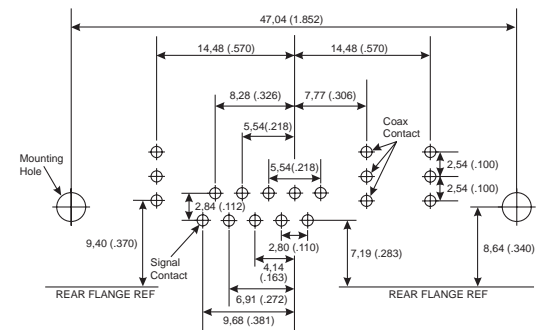 47,04 (1.852)
14,48 (.570)
14,48 (.570)
8,28 (.326)
7,77 (.306)
5,54(.218)
Coax
Contact
Mounting
Hole
5,54(.218)
2,54 (.100)
2,54 (.100)
2,84 (.112)
9,40 (.370)
Signal
Contact
2,80 (.110)
7,19 (.283)
8,64 (.340)
4,14
(.163)
REAR FLANGE REF
REAR FLANGE REF
6,91 (.272)
9,68 (.381)